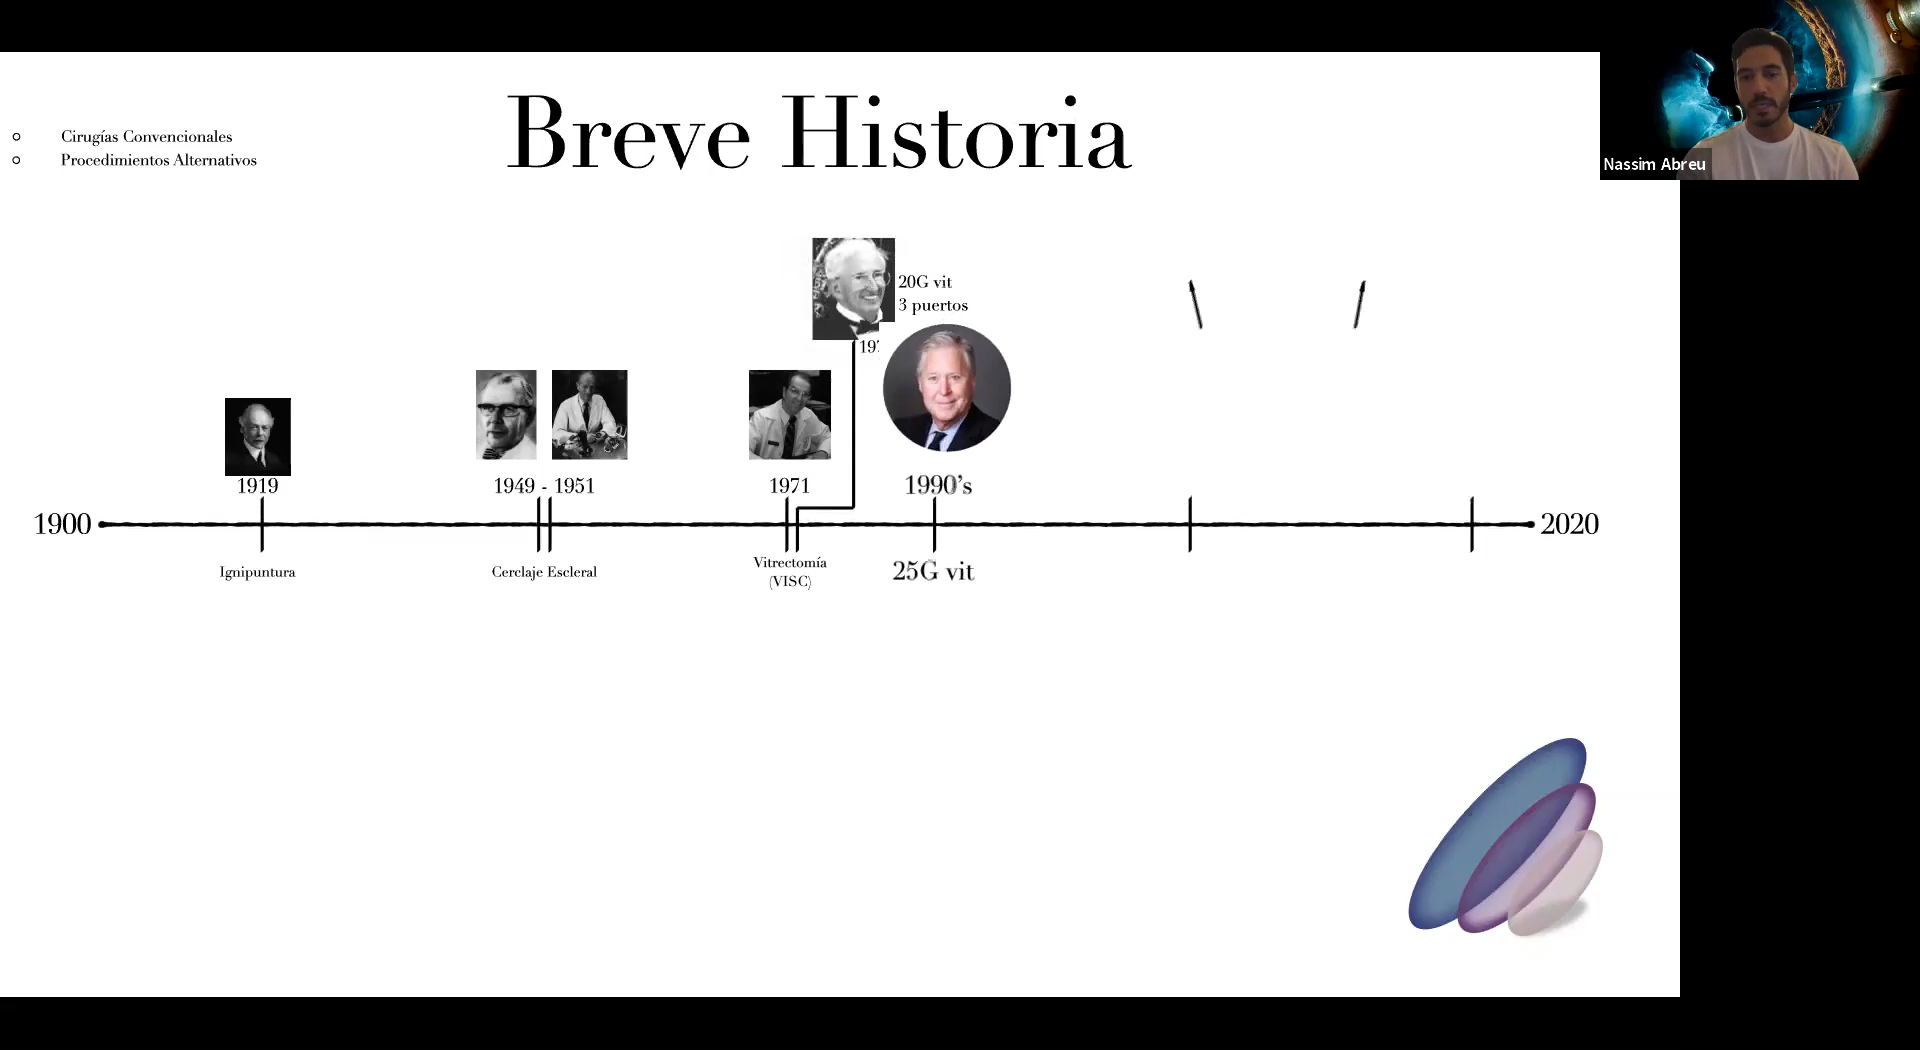 Breve Historia
Cirugías Convencionales
Procedimientos Alternativos
Nassim Abreu
20G vit
3 puertos
1919
1949 - 1951
1971
1990's
1900
2020
Ignipuntura
Cerclaje Escleral
Vitrectomía
(VISC)
25G vit